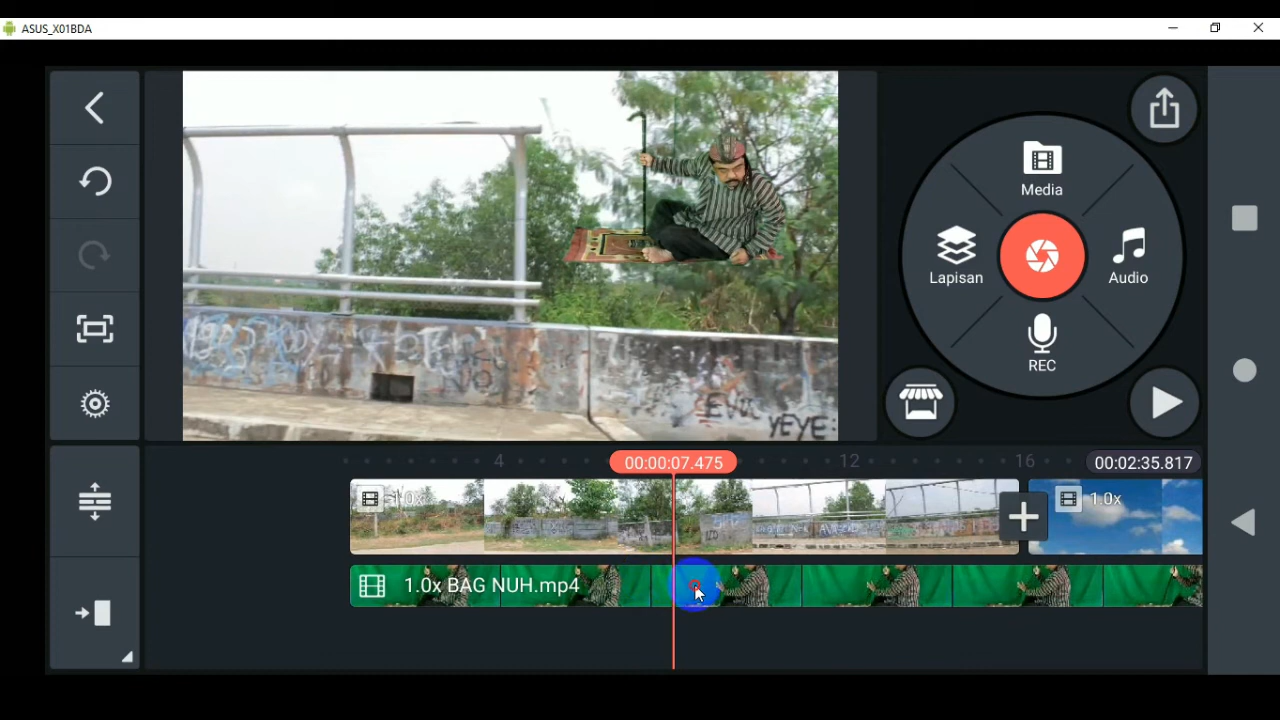 ASUS_X01BDA
Media
Lapisan
Audio
REC
EVOL
YEYE
4
00:00:07.475
12
16
00:02:35.817
1.0x
1.0x
1.0x BAG NUH.mp4